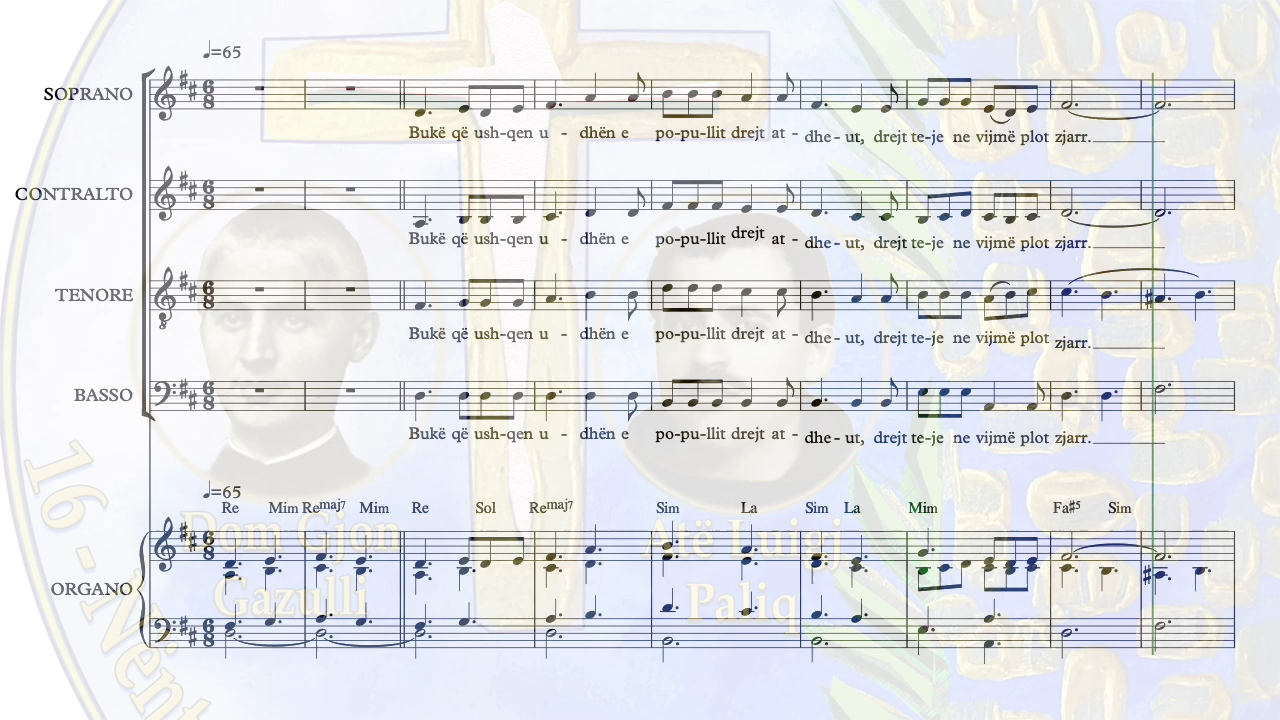 ♩=65
SOPRANO
Bukë që ush-qen u - dhën e po-pu-llit drejt at - dhe - ut, drejt te-je ne vijmë plot zjarr.
CONTRALTO
Bukë që ush-qen u - dhën e po-pu-llit drejt at - dhe - ut, drejt te-je ne vijmë plot zjarr.
TENORE
Bukë që ush-qen u - dhën e po-pu-llit drejt at - dhe - ut, drejt te-je ne vijmë plot zjarr.
BASSO
Bukë që ush-qen u - dhën e po-pu-llit drejt at - dhe - ut, drejt te-je ne vijmë plot zjarr.
♩=65
Re Mim Remaj7 Mim Re Sol Remaj7 Sim La Sim La Mim Fa#5 Sim
ORGANO
Dom Gjon
Gazulli
Atë Luigj
Paliq
16 - Nënt